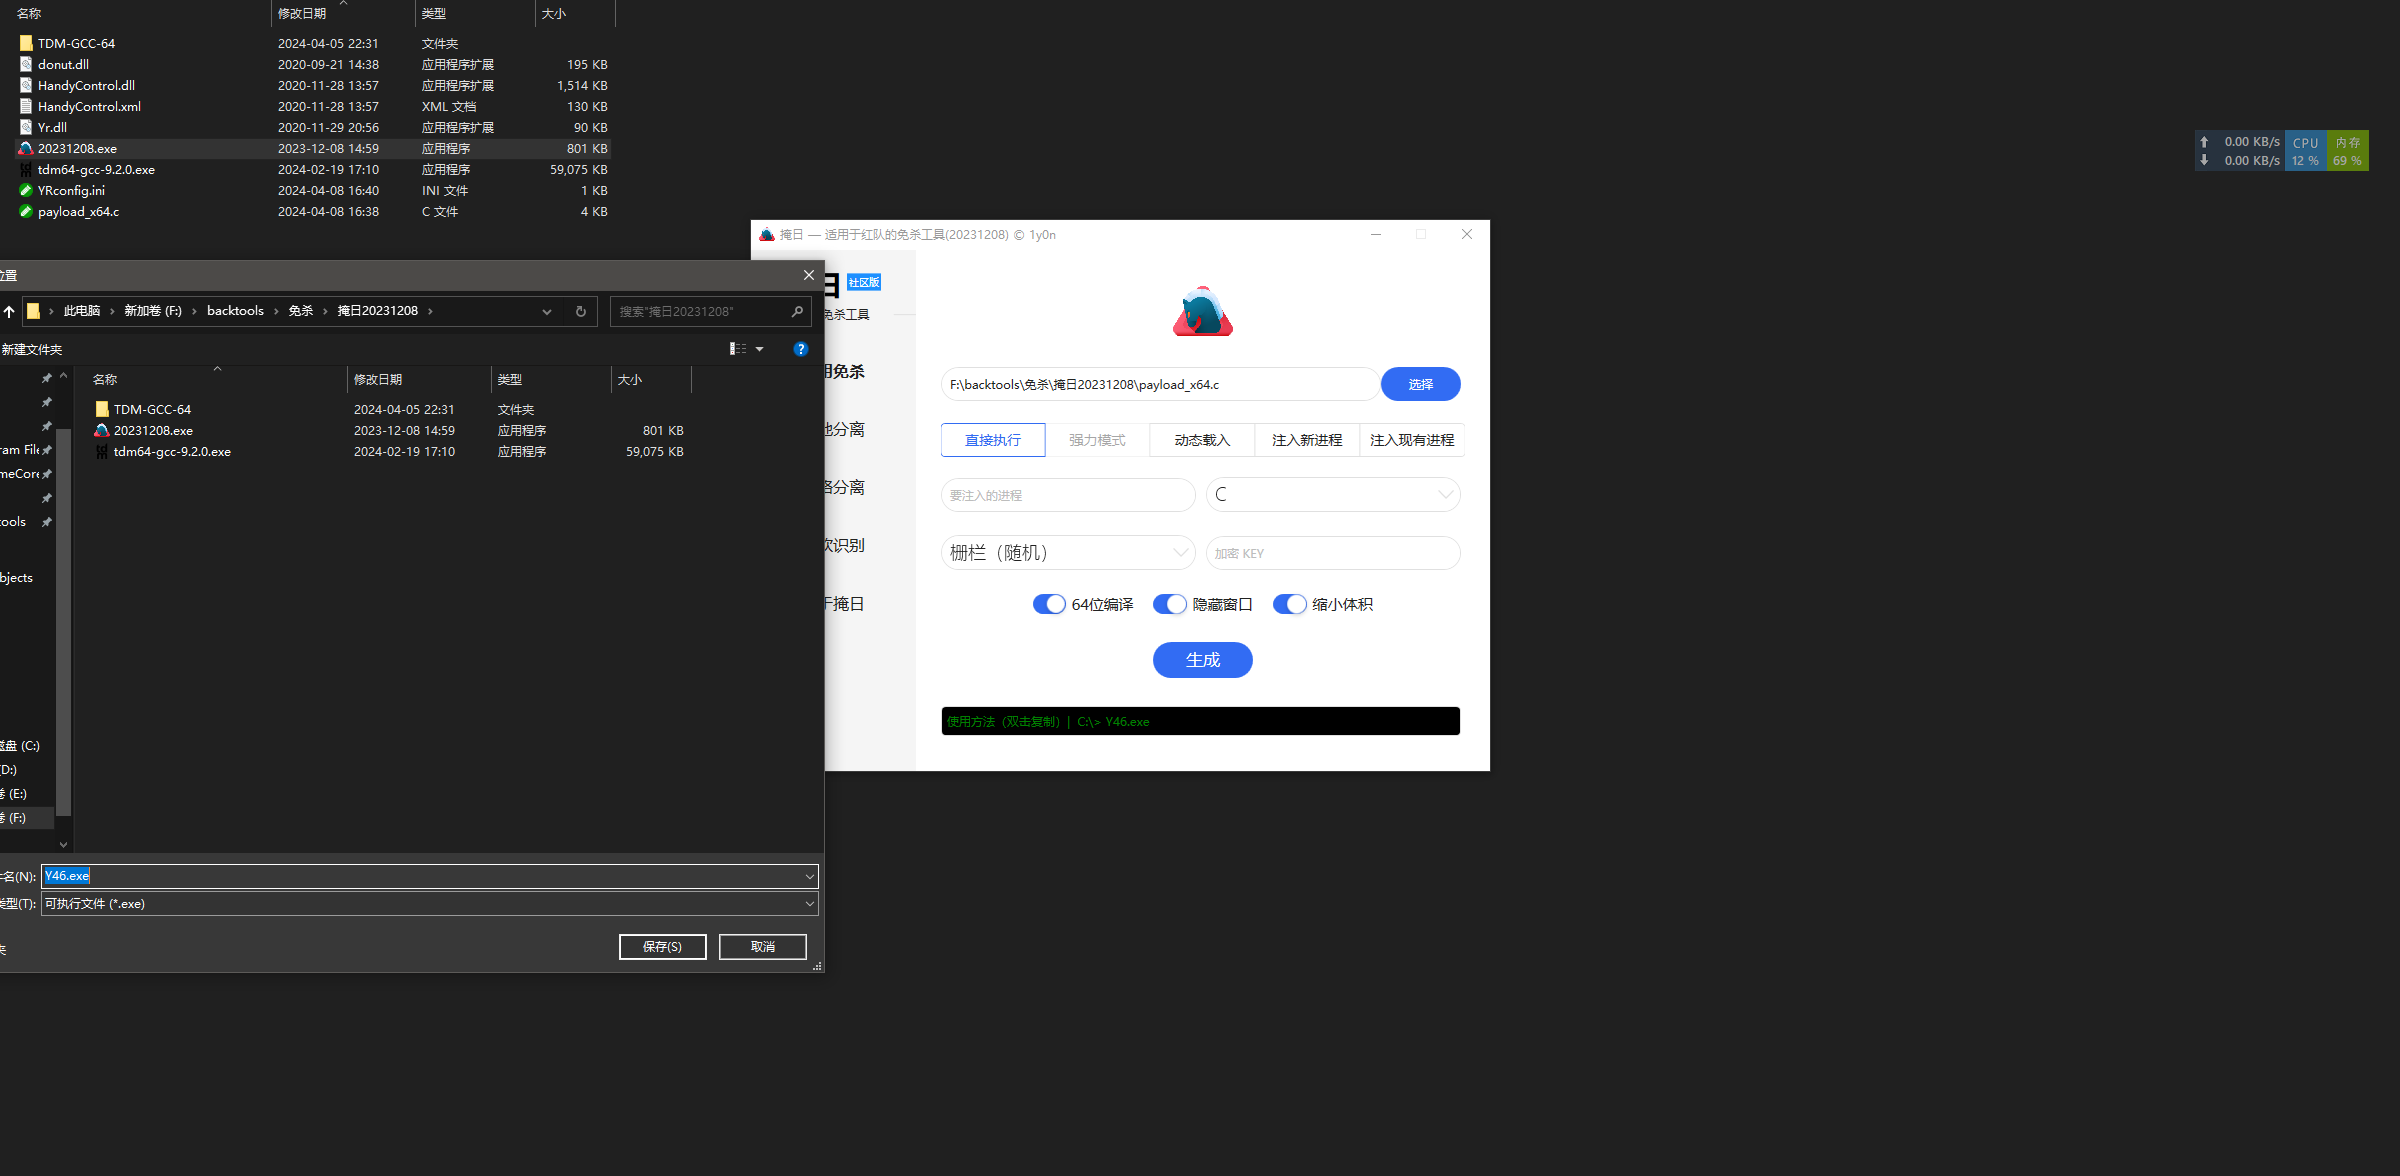 名称 修改日期 类型 大小
TDM-GCC-64 2024-04-05 22:31 文件夹
donut.dll 2020-09-21 14:38 应用程序扩展 195 KB
HandyControl.dll 2020-11-28 13:57 应用程序扩展 1,514 KB
HandyControl.xml 2020-11-28 13:57 XML 文档 130 KB
Yr.dll 2020-11-29 20:56 应用程序扩展 90 KB
20231208.exe 2023-12-08 14:59 应用程序 801 KB
tdm64-gcc-9.2.0.exe 2024-02-19 17:10 应用程序 59,075 KB
YRconfig.ini 2024-04-08 16:40 INI 文件 1 KB
payload_x64.c 2024-04-08 16:38 C 文件 4 KB
0.00 KB/s CPU 内存
0.00 KB/s 12 % 69 %
掩日 — 适用于红队的免杀工具(20231208) © 1y0n
日 社区版
免杀工具
用免杀
地分离
络分离
欠识别
于掩日
F:\backtools\免杀\掩日20231208\payload_x64.c 选择
直接执行 强力模式 动态载入 注入新进程 注入现有进程
要注入的进程 C
栅栏（随机） 加密 KEY
64位编译 隐藏窗口 缩小体积
生成
使用方法（双击复制）| C:\> Y46.exe
位置
此电脑 › 新加卷 (F:) › backtools › 免杀 › 掩日20231208 ›
搜索"掩日20231208"
新建文件夹
名称 修改日期 类型 大小
TDM-GCC-64 2024-04-05 22:31 文件夹
20231208.exe 2023-12-08 14:59 应用程序 801 KB
tdm64-gcc-9.2.0.exe 2024-02-19 17:10 应用程序 59,075 KB
ram File
meCore
tools
bjects
磁盘 (C:)
(D:)
卷 (E:)
卷 (F:)
件名(N): Y46.exe
类型(T): 可执行文件 (*.exe)
夹
保存(S) 取消